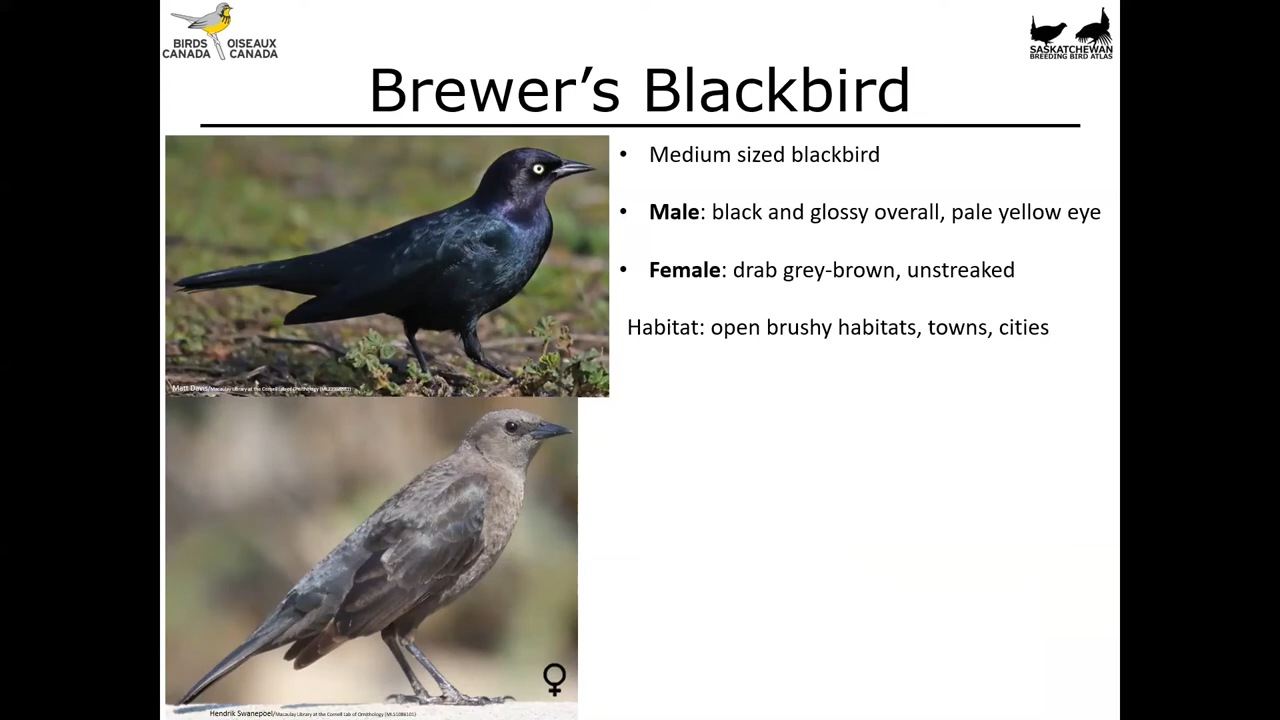 BIRDS OISEAUX
CANADA CANADA
SASKATCHEWAN
BREEDING BIRD ATLAS
Brewer’s Blackbird
• Medium sized blackbird
• Male: black and glossy overall, pale yellow eye
• Female: drab grey-brown, unstreaked
Habitat: open brushy habitats, towns, cities
Matt Davis/Macaulay Library at the Cornell Lab of Ornithology
♀
Hendrik Swanepoel/Macaulay Library at the Cornell Lab of Ornithology